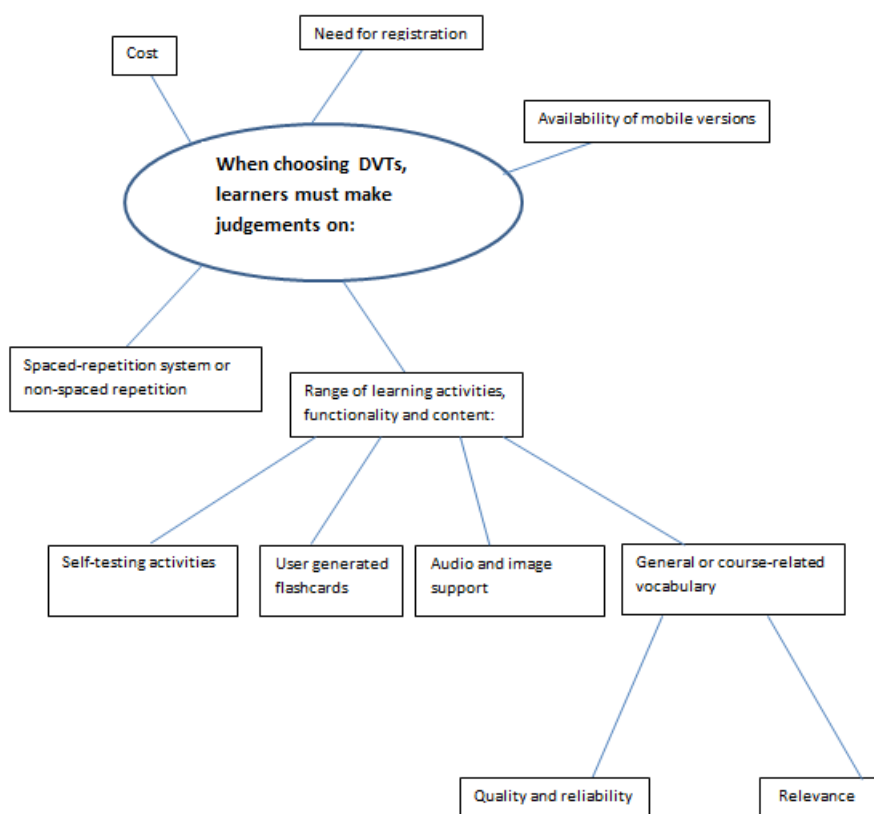 Need for registration
Cost
Availability of mobile versions
When choosing DVTs,
learners must make
judgements on:
Spaced-repetition system or
non-spaced repetition
Range of learning activities,
functionality and content:
Self-testing activities
User generated
flashcards
Audio and image
support
General or course-related
vocabulary
Quality and reliability
Relevance